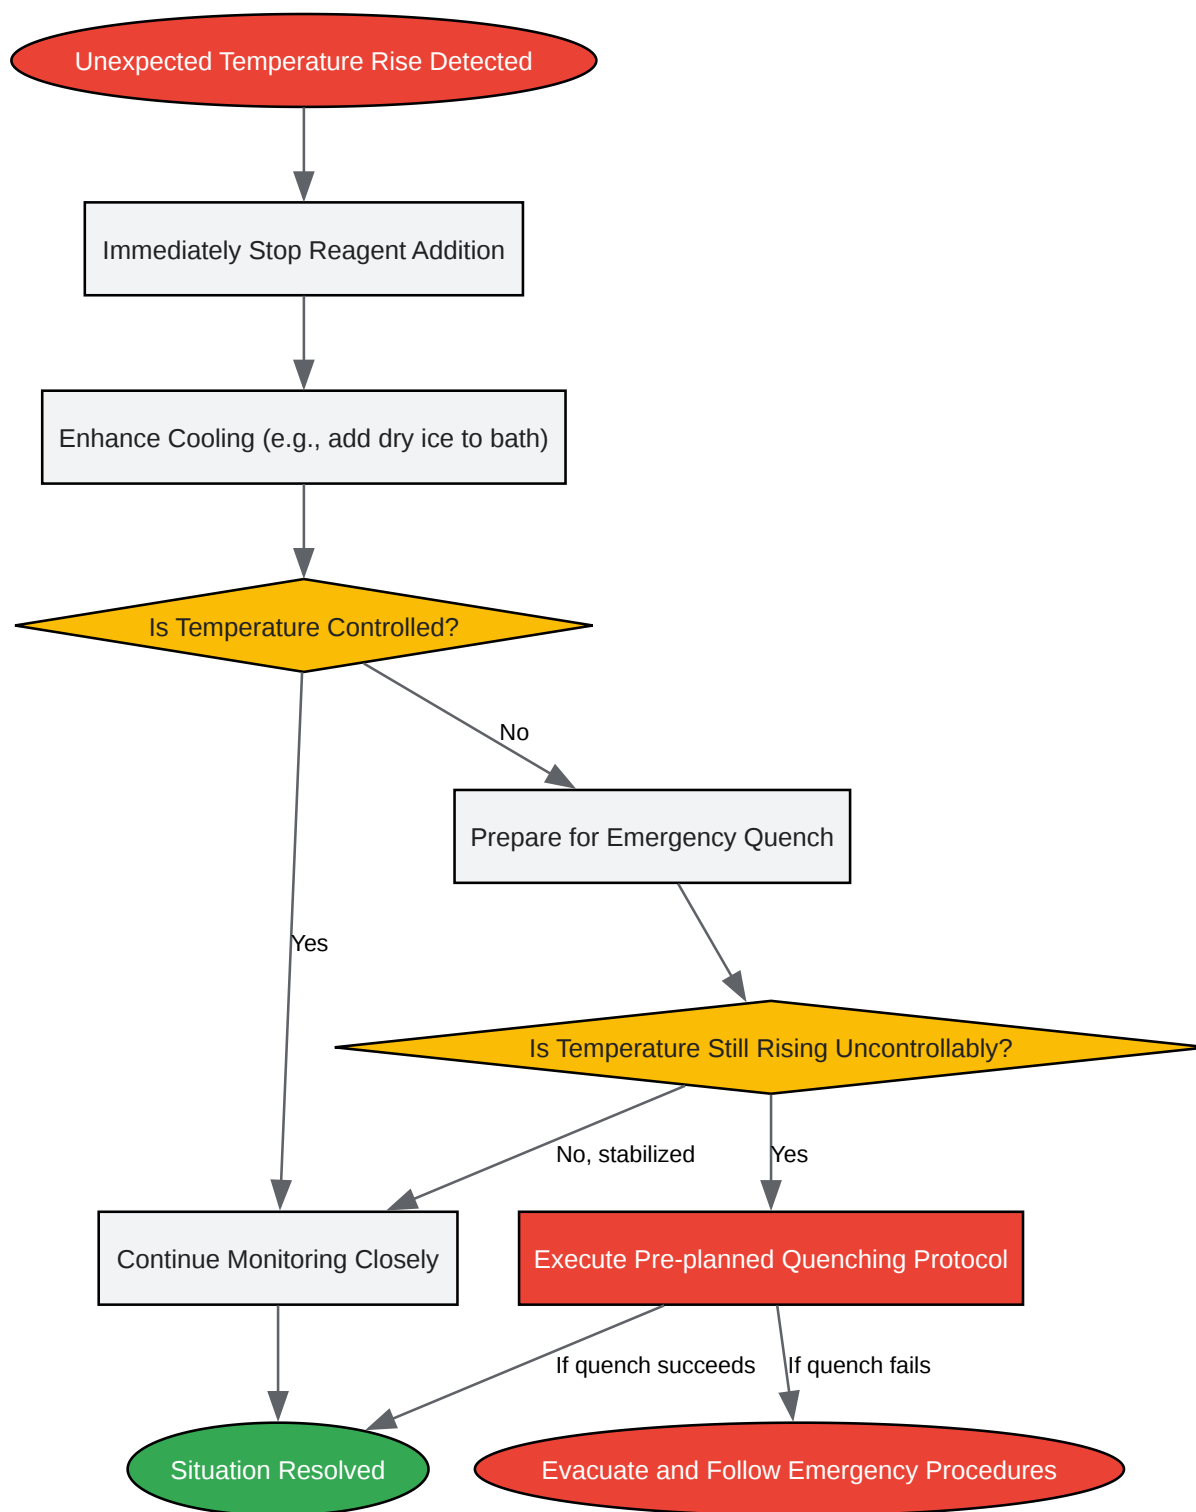 Unexpected Temperature Rise Detected
Immediately Stop Reagent Addition
Enhance Cooling (e.g., add dry ice to bath)
Is Temperature Controlled?
No
Prepare for Emergency Quench
Yes
Is Temperature Still Rising Uncontrollably?
No, stabilized
Yes
Continue Monitoring Closely
Execute Pre-planned Quenching Protocol
If quench succeeds
If quench fails
Situation Resolved
Evacuate and Follow Emergency Procedures